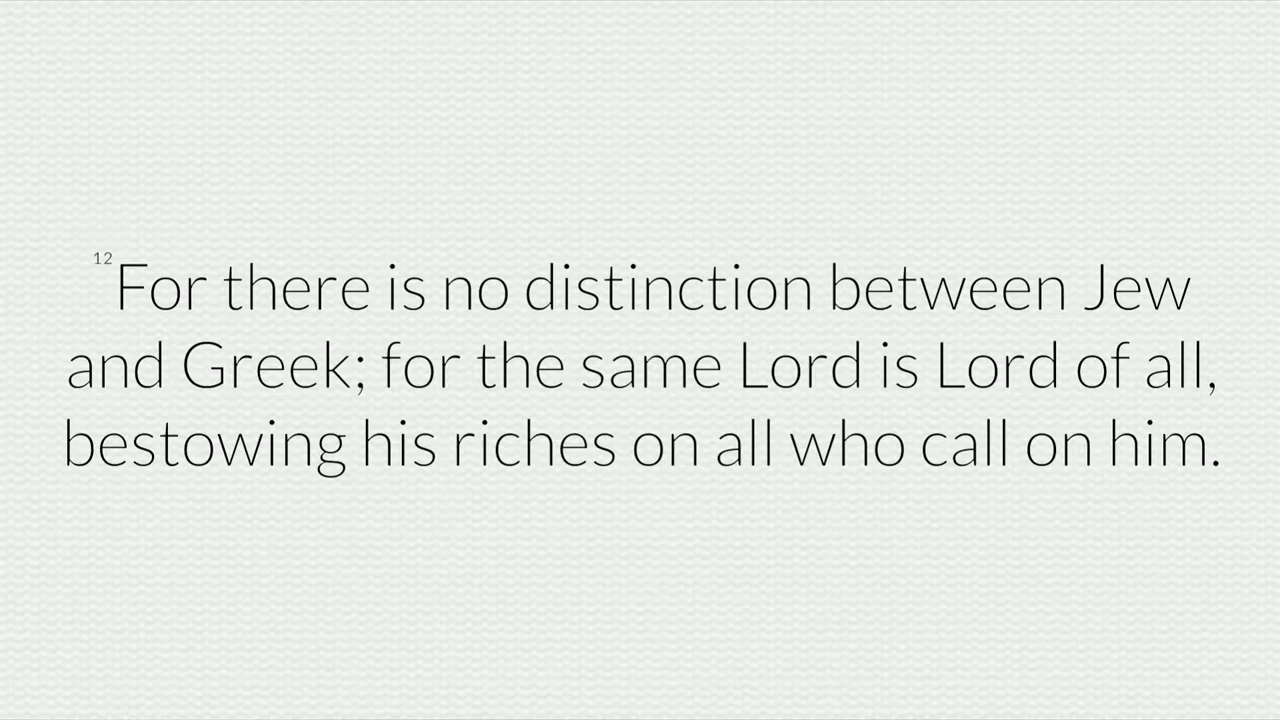 12 For there is no distinction between Jew
and Greek; for the same Lord is Lord of all,
bestowing his riches on all who call on him.